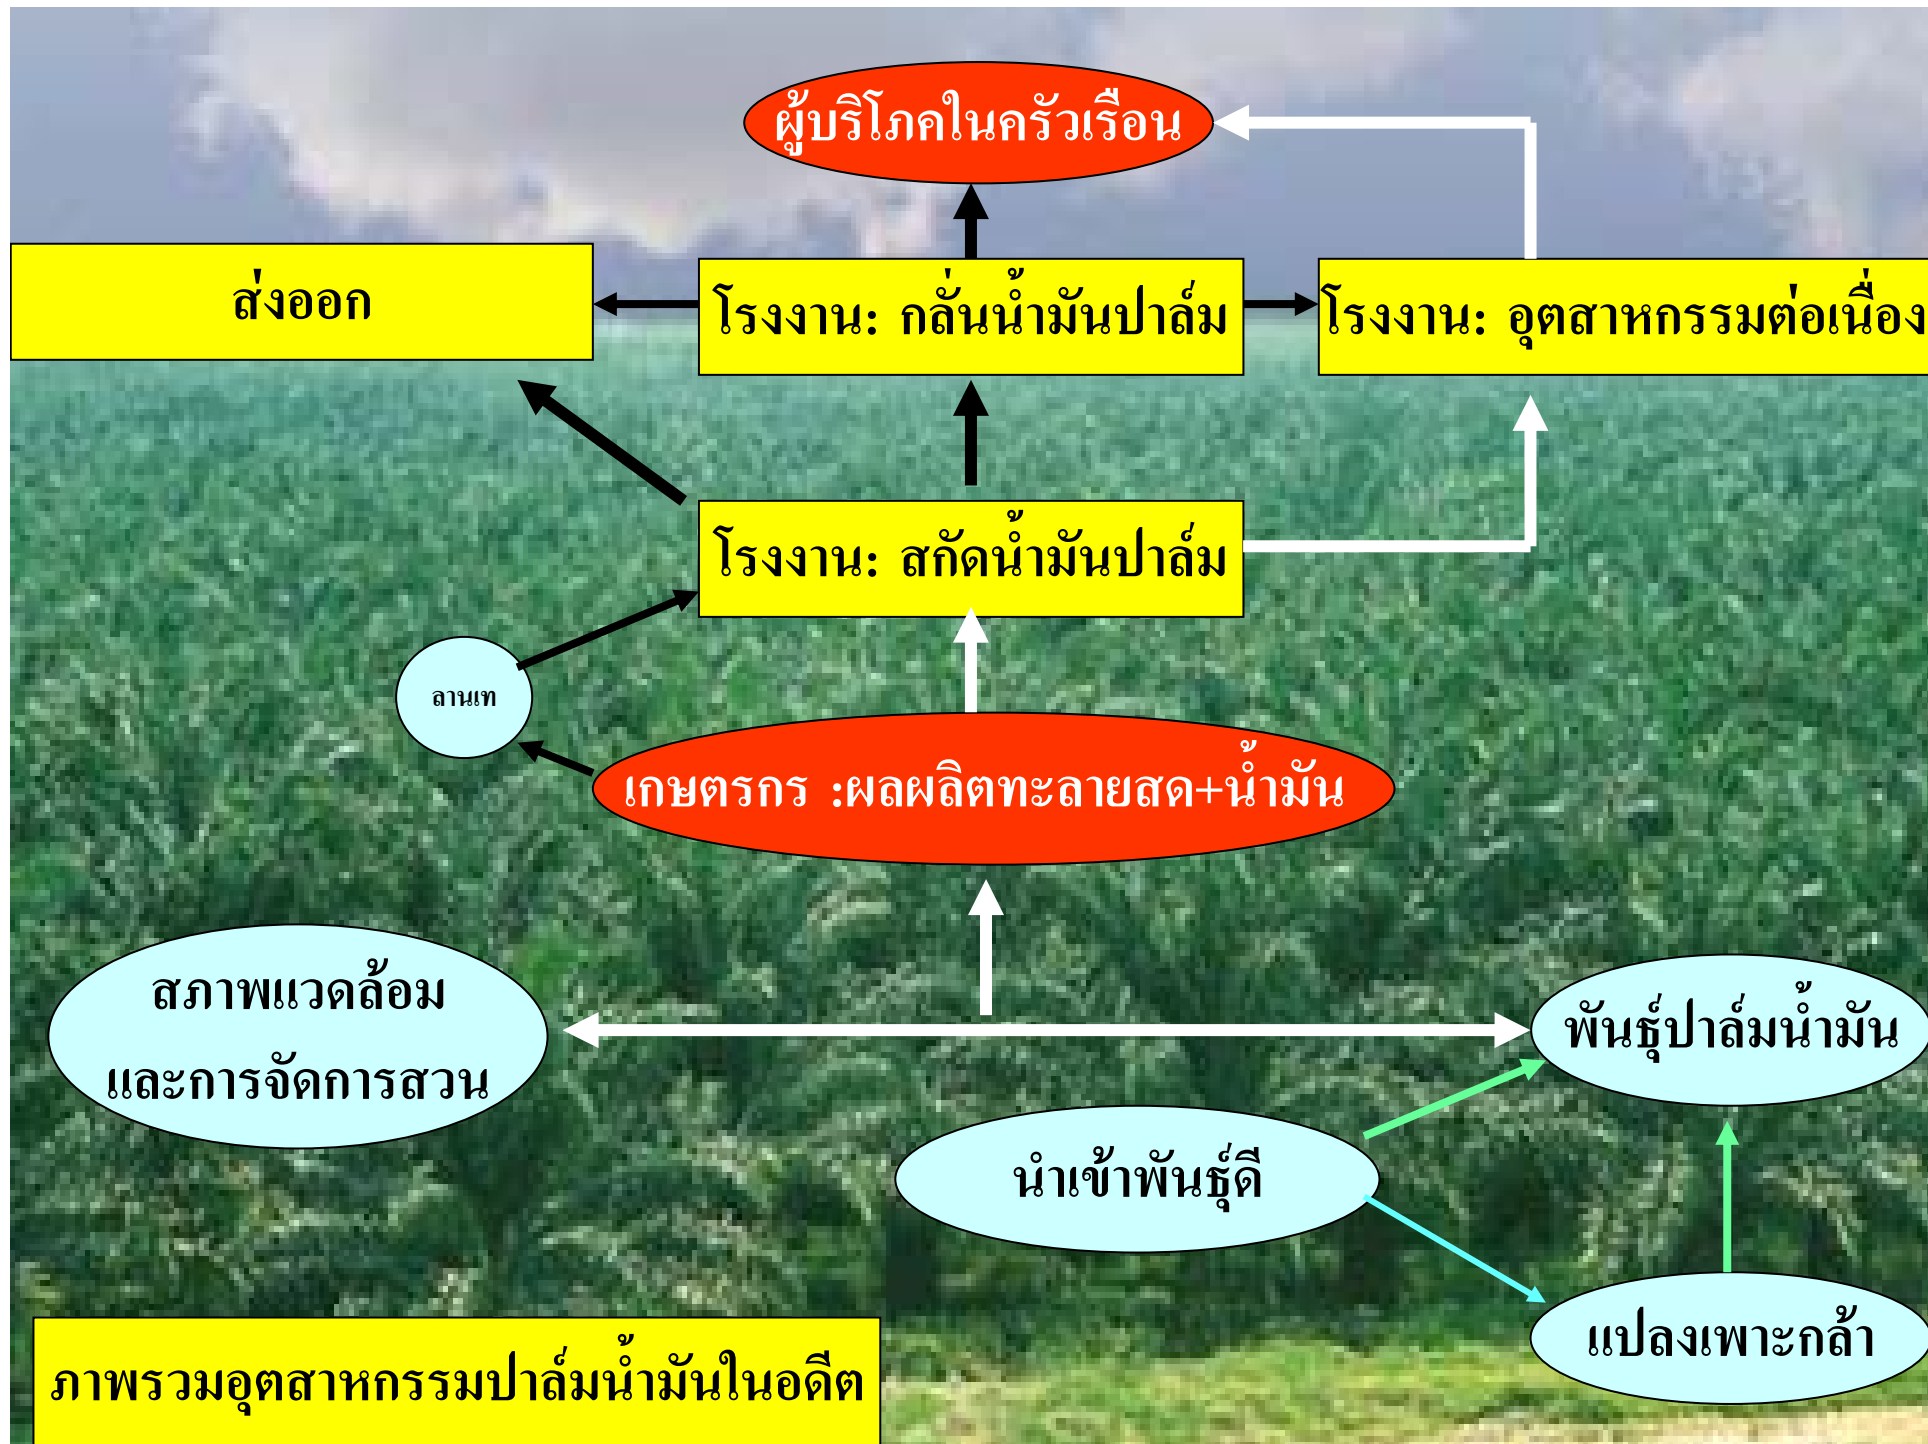 ผู้บริโภคในครัวเรือน
ส่งออก
โรงงาน: กลั่นน้ำมันปาล์ม
โรงงาน: อุตสาหกรรมต่อเนื่อง
โรงงาน: สกัดน้ำมันปาล์ม
ลานเท
เกษตรกร :ผลผลิตทะลายสด+น้ำมัน
สภาพแวดล้อม
และการจัดการสวน
พันธุ์ปาล์มน้ำมัน
นำเข้าพันธุ์ดี
แปลงเพาะกล้า
ภาพรวมอุตสาหกรรมปาล์มน้ำมันในอดีต